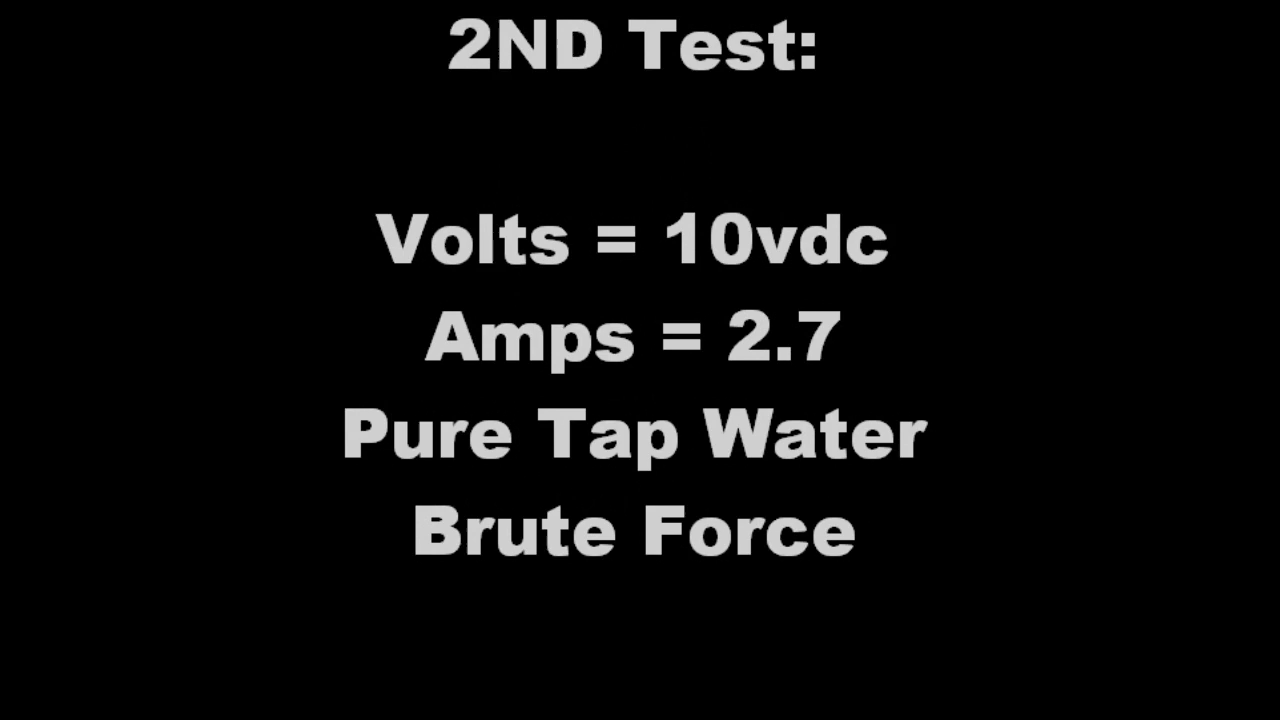 2ND Test:
Volts = 10vdc
Amps = 2.7
Pure Tap Water
Brute Force